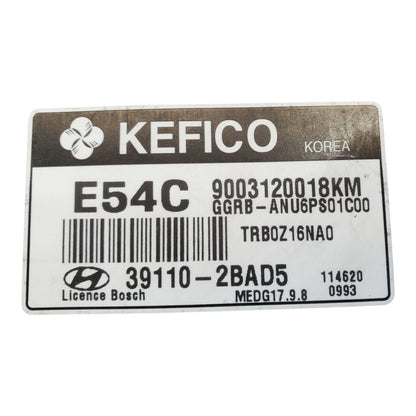 KEFICO
KOREA
E54C 9003120018KM
GGRB-ANU6PS01C00
TRB0Z16NA0
39110-2BAD5 114620
Licence Bosch MEDG17.9.8 0993